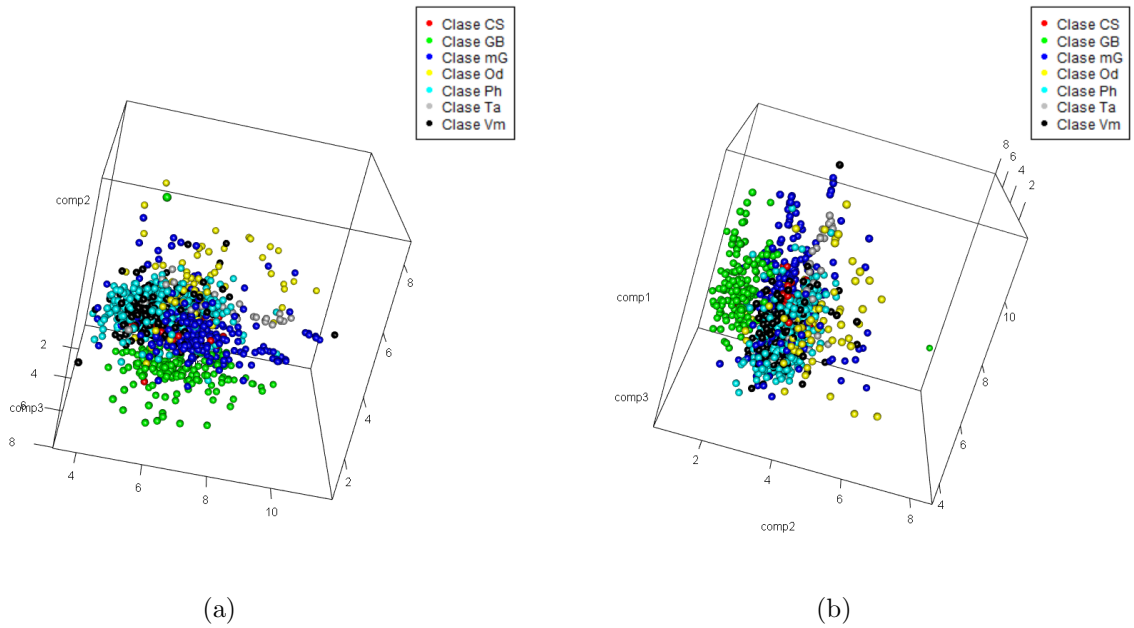 Clase CS
Clase GB
Clase mG
Clase Od
Clase Ph
Clase Ta
Clase Vm
comp2
8
6
4
2
2
4
6
8
comp3
4
6
8
10
(a)
Clase CS
Clase GB
Clase mG
Clase Od
Clase Ph
Clase Ta
Clase Vm
8
6
4
2
comp1
10
8
6
4
comp3
2
4
6
8
comp2
(b)